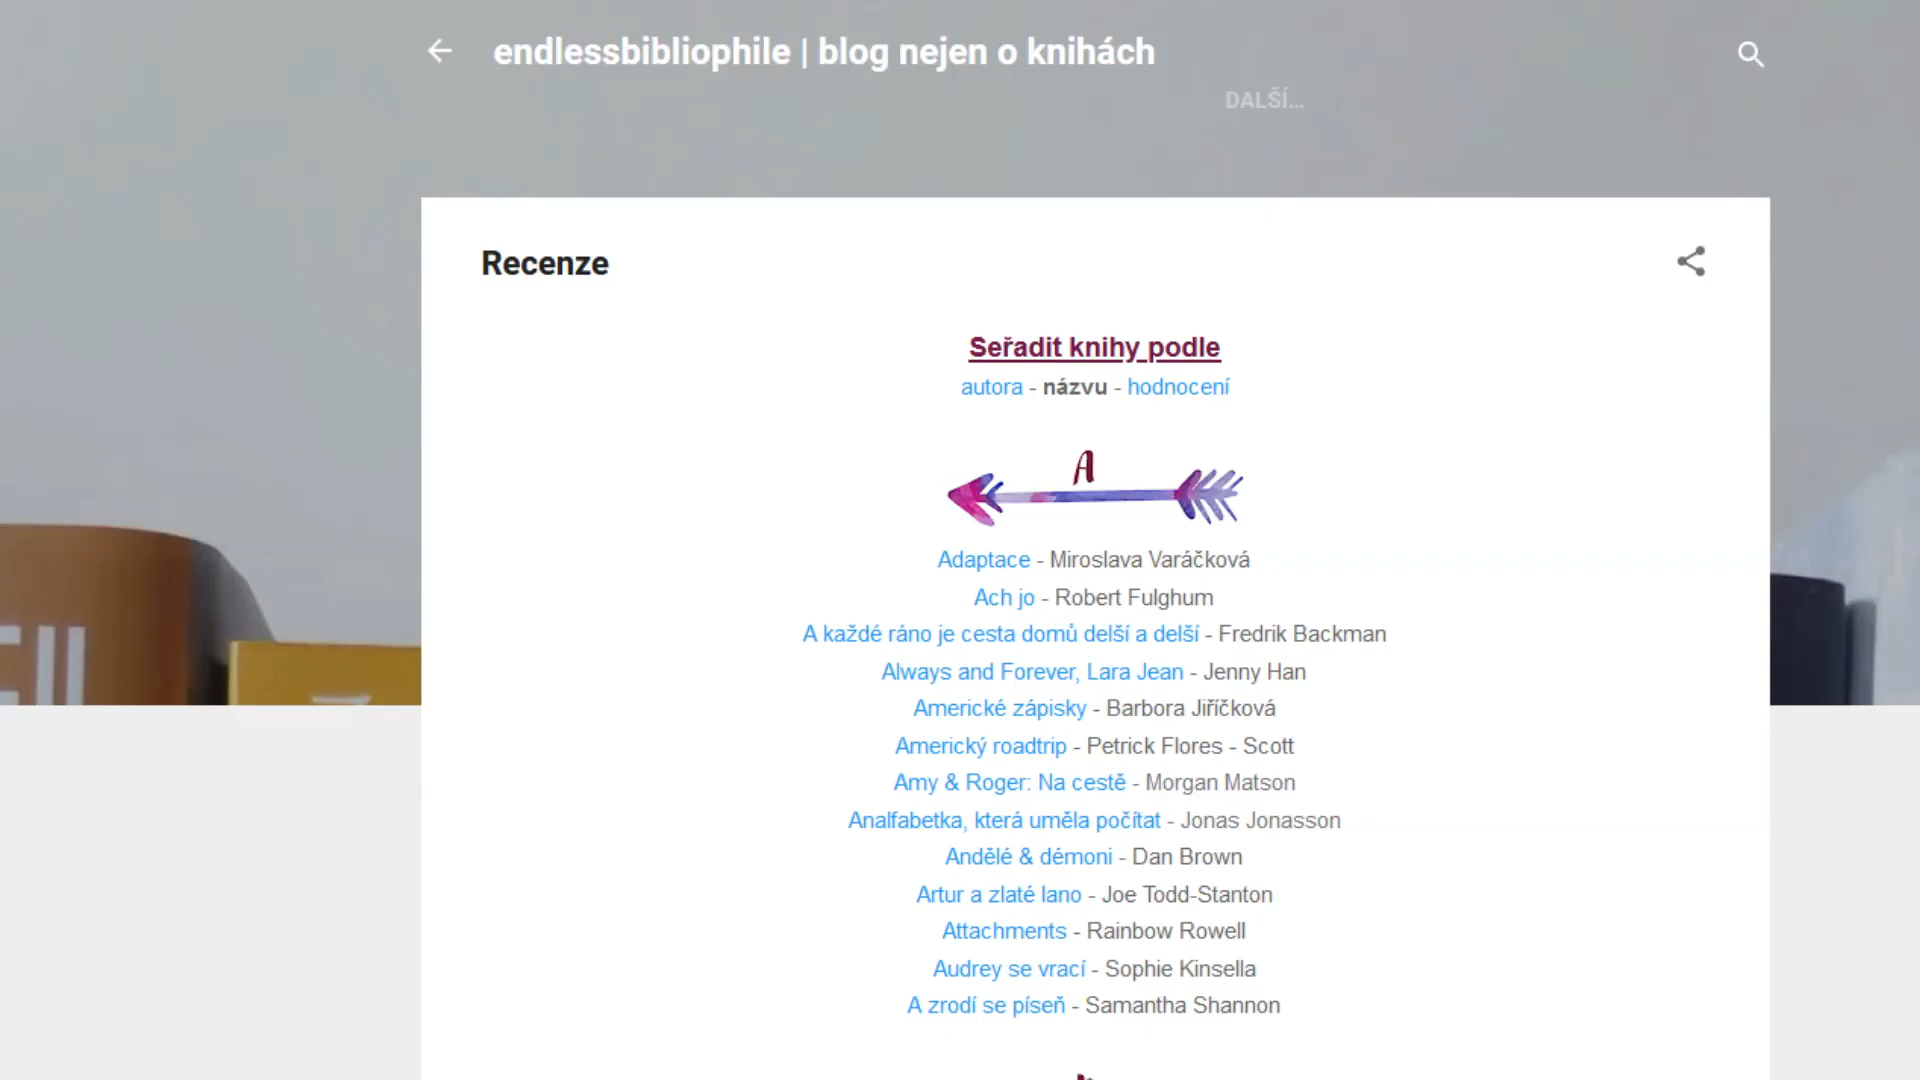 endlessbibliophile | blog nejen o knihách
DALŠÍ…
Recenze
Seřadit knihy podle
autora - názvu - hodnocení
A
Adaptace - Miroslava Varáčková
Ach jo - Robert Fulghum
A každé ráno je cesta domů delší a delší - Fredrik Backman
Always and Forever, Lara Jean - Jenny Han
Americké zápisky - Barbora Jiříčková
Americký roadtrip - Petrick Flores - Scott
Amy & Roger: Na cestě - Morgan Matson
Analfabetka, která uměla počítat - Jonas Jonasson
Andělé & démoni - Dan Brown
Artur a zlaté lano - Joe Todd-Stanton
Attachments - Rainbow Rowell
Audrey se vrací - Sophie Kinsella
A zrodí se píseň - Samantha Shannon